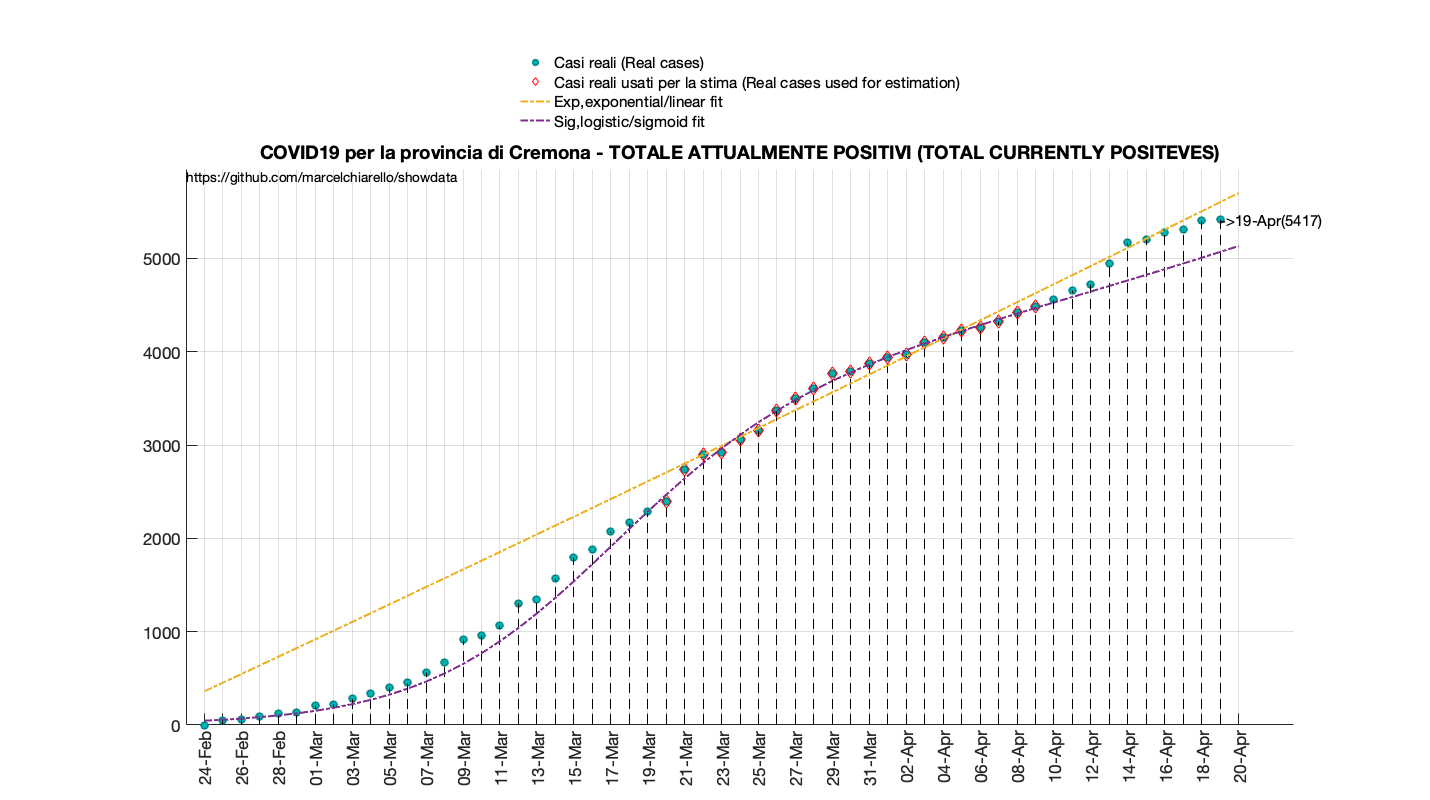 Casi reali (Real cases)
Casi reali usati per la stima (Real cases used for estimation)
Exp,exponential/linear fit
Sig,logistic/sigmoid fit
COVID19 per la provincia di Cremona - TOTALE ATTUALMENTE POSITIVI (TOTAL CURRENTLY POSITEVES)
https://github.com/marcelchiarello/showdata
->19-Apr(5417)
5000
4000
3000
2000
1000
0
24-Feb
26-Feb
28-Feb
01-Mar
03-Mar
05-Mar
07-Mar
09-Mar
11-Mar
13-Mar
15-Mar
17-Mar
19-Mar
21-Mar
23-Mar
25-Mar
27-Mar
29-Mar
31-Mar
02-Apr
04-Apr
06-Apr
08-Apr
10-Apr
12-Apr
14-Apr
16-Apr
18-Apr
20-Apr